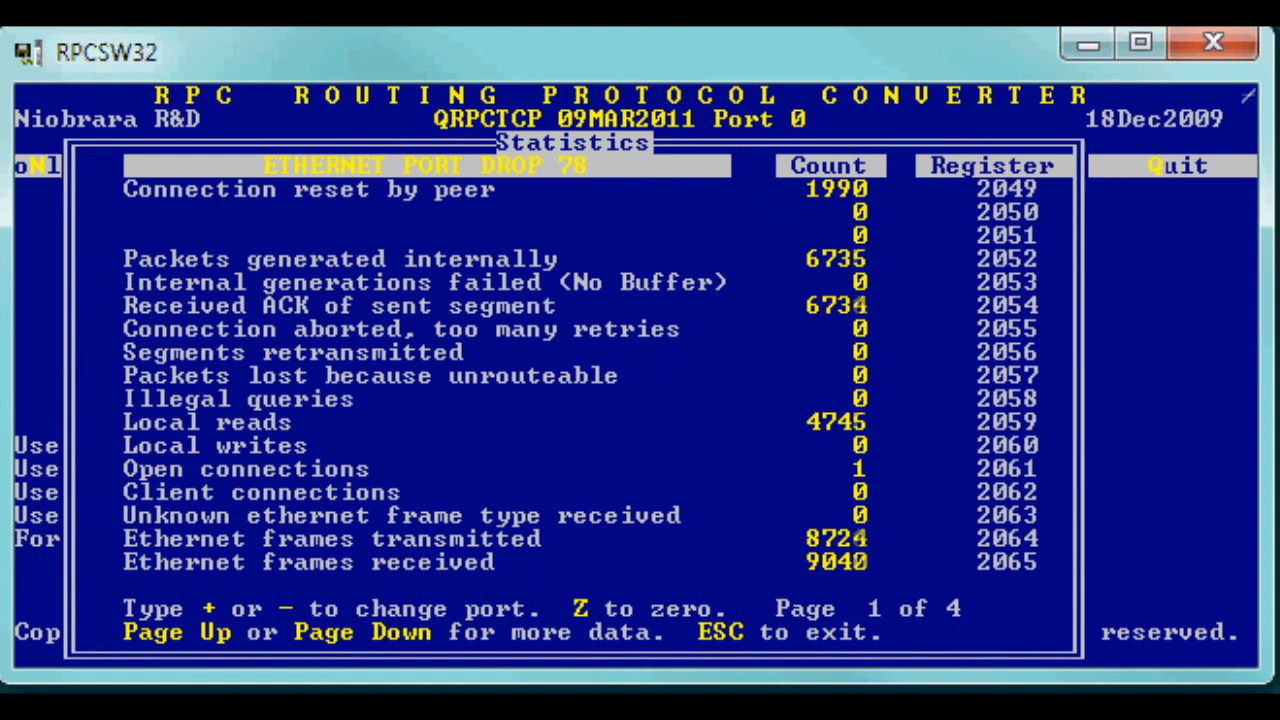 RPCSW32
RPC ROUTING PROTOCOL CONVERTER
Niobrara R&D QRPCTCP 09MAR2011 Port 0 18Dec2009
Statistics
oNl ETHERNET PORT DROP 78 Count Register Quit
Connection reset by peer 1990 2049
0 2050
0 2051
Packets generated internally 6735 2052
Internal generations failed (No Buffer) 0 2053
Received ACK of sent segment 6734 2054
Connection aborted, too many retries 0 2055
Segments retransmitted 0 2056
Packets lost because unrouteable 0 2057
Illegal queries 0 2058
Local reads 4745 2059
Use Local writes 0 2060
Use Open connections 1 2061
Use Client connections 0 2062
Use Unknown ethernet frame type received 0 2063
For Ethernet frames transmitted 8724 2064
Ethernet frames received 9040 2065
Type + or - to change port. Z to zero. Page 1 of 4
Cop Page Up or Page Down for more data. ESC to exit. reserved.